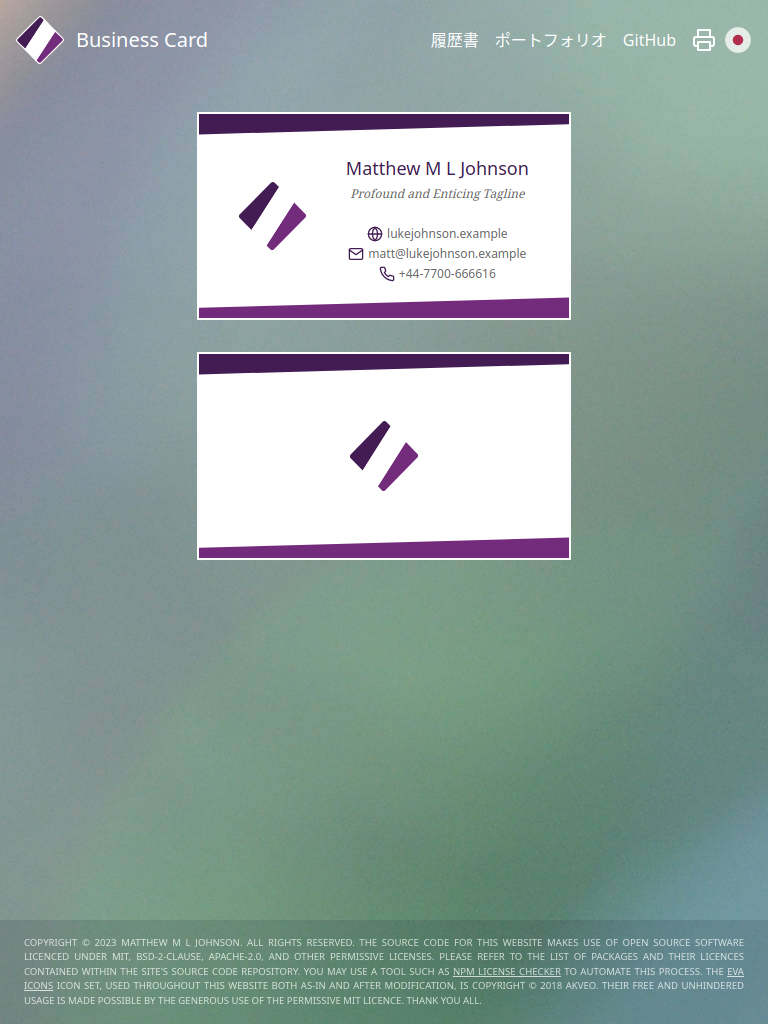 Business Card
履歴書 ポートフォリオ GitHub
Matthew M L Johnson
Profound and Enticing Tagline
lukejohnson.example
matt@lukejohnson.example
+44-7700-666616
COPYRIGHT © 2023 MATTHEW M L JOHNSON. ALL RIGHTS RESERVED. THE SOURCE CODE FOR THIS WEBSITE MAKES USE OF OPEN SOURCE SOFTWARE
LICENCED UNDER MIT, BSD-2-CLAUSE, APACHE-2.0, AND OTHER PERMISSIVE LICENSES. PLEASE REFER TO THE LIST OF PACKAGES AND THEIR LICENCES
CONTAINED WITHIN THE SITE'S SOURCE CODE REPOSITORY. YOU MAY USE A TOOL SUCH AS NPM LICENSE CHECKER TO AUTOMATE THIS PROCESS. THE EVA
ICONS ICON SET, USED THROUGHOUT THIS WEBSITE BOTH AS-IN AND AFTER MODIFICATION, IS COPYRIGHT © 2018 AKVEO. THEIR FREE AND UNHINDERED
USAGE IS MADE POSSIBLE BY THE GENEROUS USE OF THE PERMISSIVE MIT LICENCE. THANK YOU ALL.